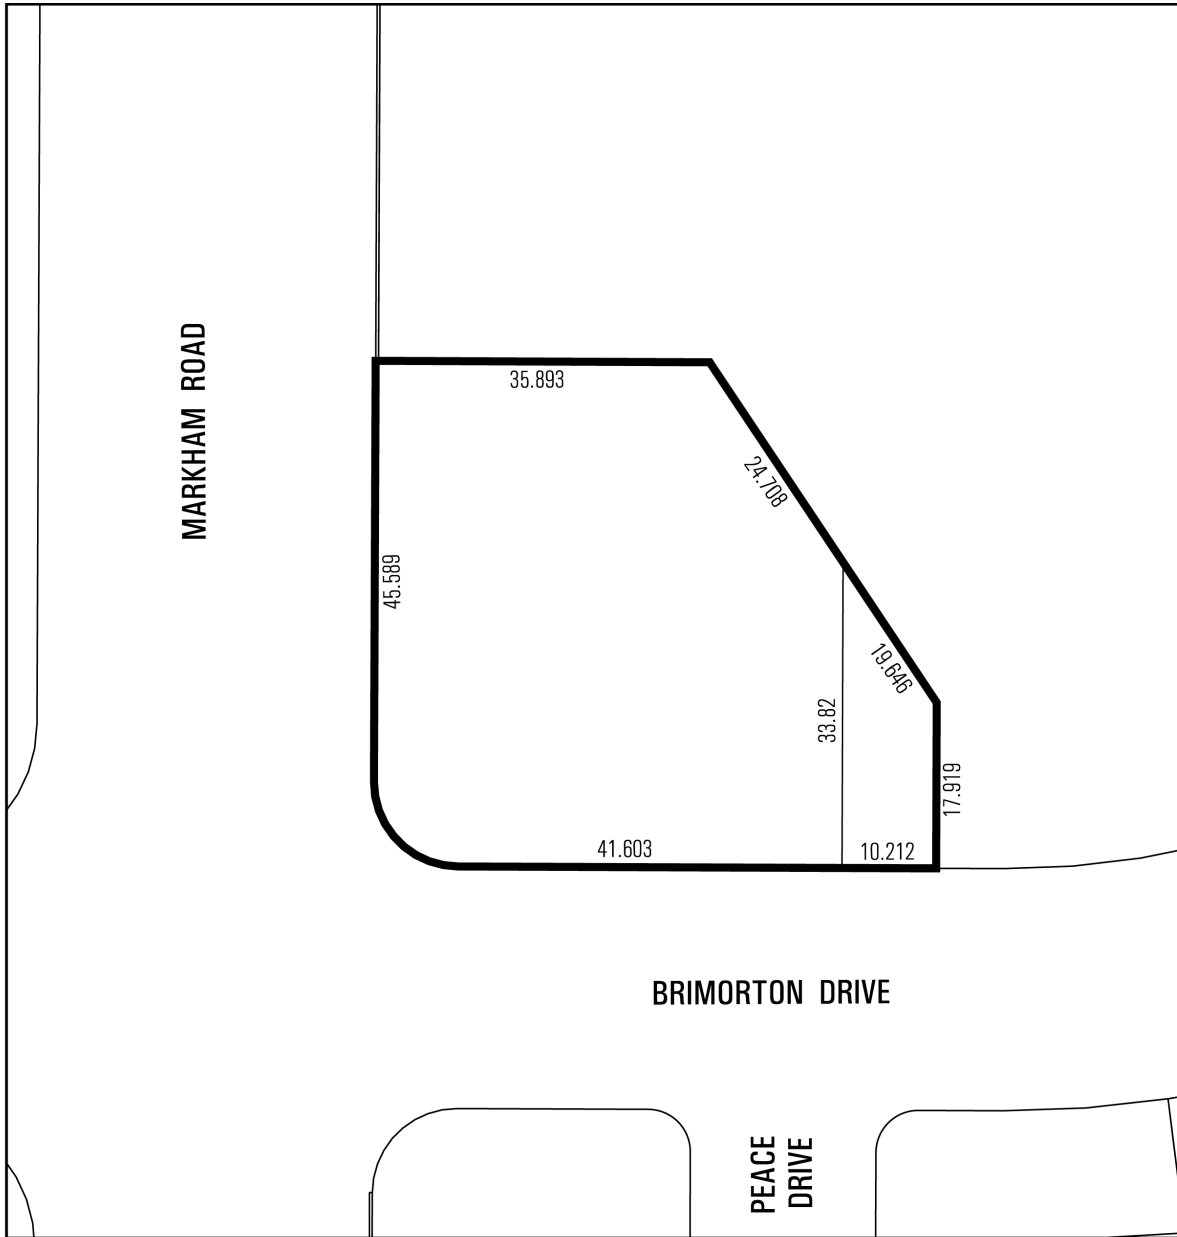 MARKHAM ROAD
35.893
24.708
45.589
19.646
33.82
17.919
41.603
10.212
BRIMORTON DRIVE
PEACE
DRIVE